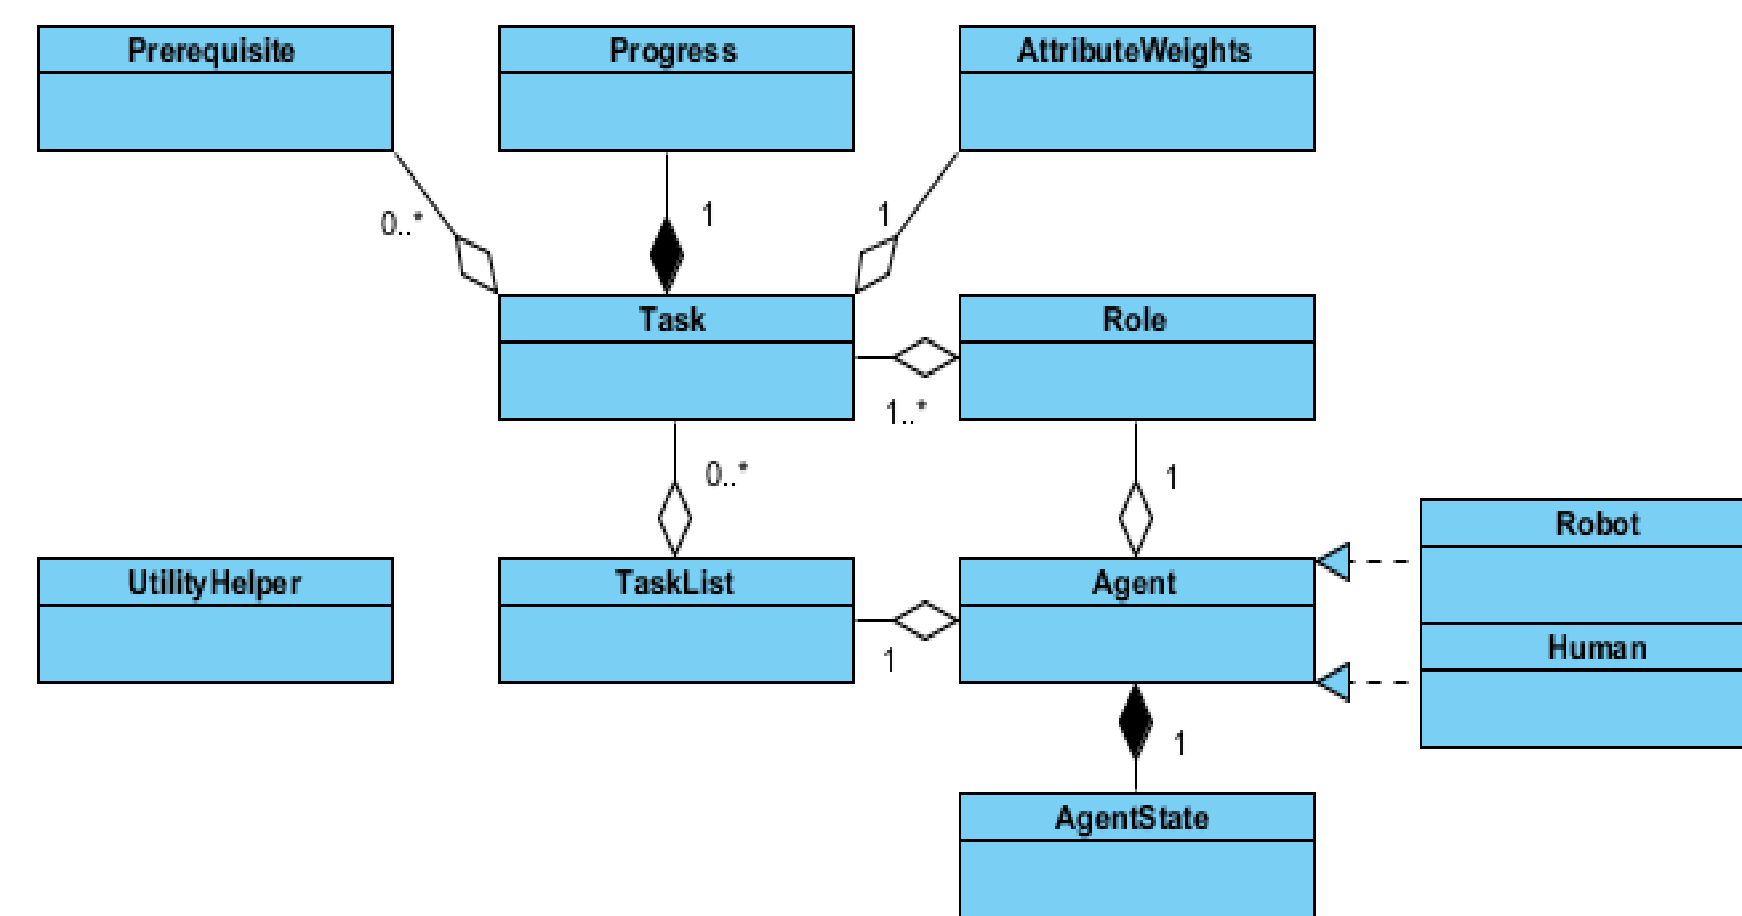 Prerequisite
Progress
AttributeWeights
0..*
1
1
Task
Role
1..*
0..*
1
Robot
UtilityHelper
TaskList
Agent
Human
1
1
AgentState